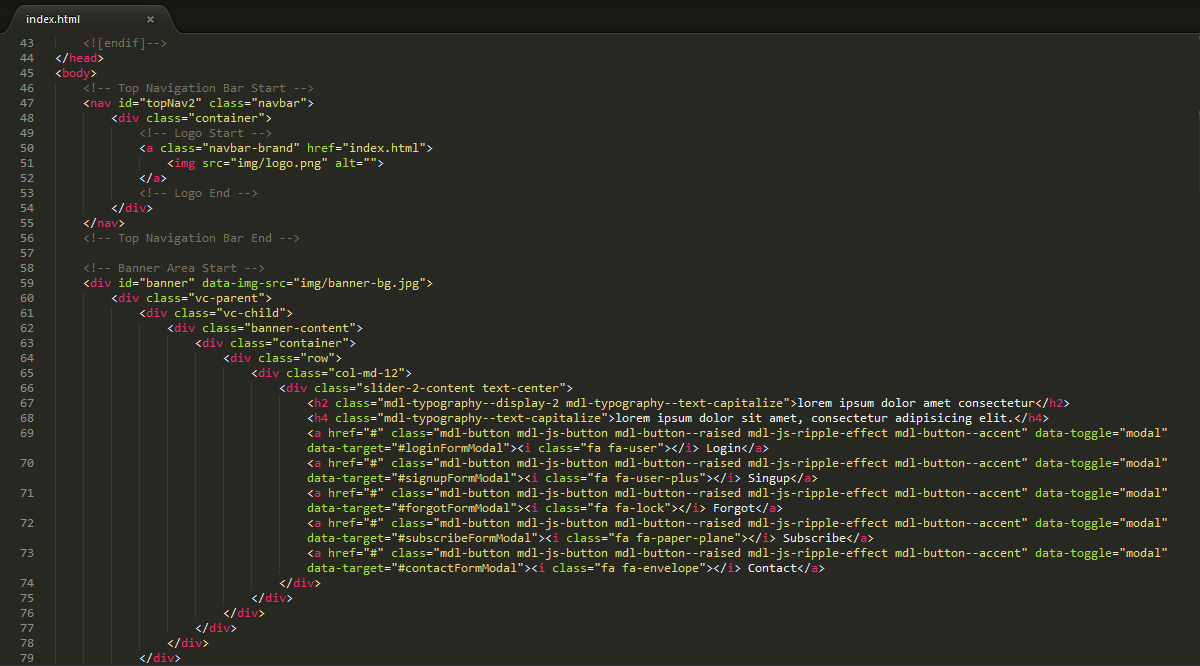 index.html ×
43 <![endif]-->
44 </head>
45 <body>
46 <!-- Top Navigation Bar Start -->
47 <nav id="topNav2" class="navbar">
48 <div class="container">
49 <!-- Logo Start -->
50 <a class="navbar-brand" href="index.html">
51 <img src="img/logo.png" alt="">
52 </a>
53 <!-- Logo End -->
54 </div>
55 </nav>
56 <!-- Top Navigation Bar End -->
57
58 <!-- Banner Area Start -->
59 <div id="banner" data-img-src="img/banner-bg.jpg">
60 <div class="vc-parent">
61 <div class="vc-child">
62 <div class="banner-content">
63 <div class="container">
64 <div class="row">
65 <div class="col-md-12">
66 <div class="slider-2-content text-center">
67 <h2 class="mdl-typography--display-2 mdl-typography--text-capitalize">lorem ipsum dolor amet consectetur</h2>
68 <h4 class="mdl-typography--text-capitalize">lorem ipsum dolor sit amet, consectetur adipisicing elit.</h4>
69 <a href="#" class="mdl-button mdl-js-button mdl-button--raised mdl-js-ripple-effect mdl-button--accent" data-toggle="modal"
data-target="#loginFormModal"><i class="fa fa-user"></i> Login</a>
70 <a href="#" class="mdl-button mdl-js-button mdl-button--raised mdl-js-ripple-effect mdl-button--accent" data-toggle="modal"
data-target="#signupFormModal"><i class="fa fa-user-plus"></i> Singup</a>
71 <a href="#" class="mdl-button mdl-js-button mdl-button--raised mdl-js-ripple-effect mdl-button--accent" data-toggle="modal"
data-target="#forgotFormModal"><i class="fa fa-lock"></i> Forgot</a>
72 <a href="#" class="mdl-button mdl-js-button mdl-button--raised mdl-js-ripple-effect mdl-button--accent" data-toggle="modal"
data-target="#subscribeFormModal"><i class="fa fa-paper-plane"></i> Subscribe</a>
73 <a href="#" class="mdl-button mdl-js-button mdl-button--raised mdl-js-ripple-effect mdl-button--accent" data-toggle="modal"
data-target="#contactFormModal"><i class="fa fa-envelope"></i> Contact</a>
74 </div>
75 </div>
76 </div>
77 </div>
78 </div>
79 </div>